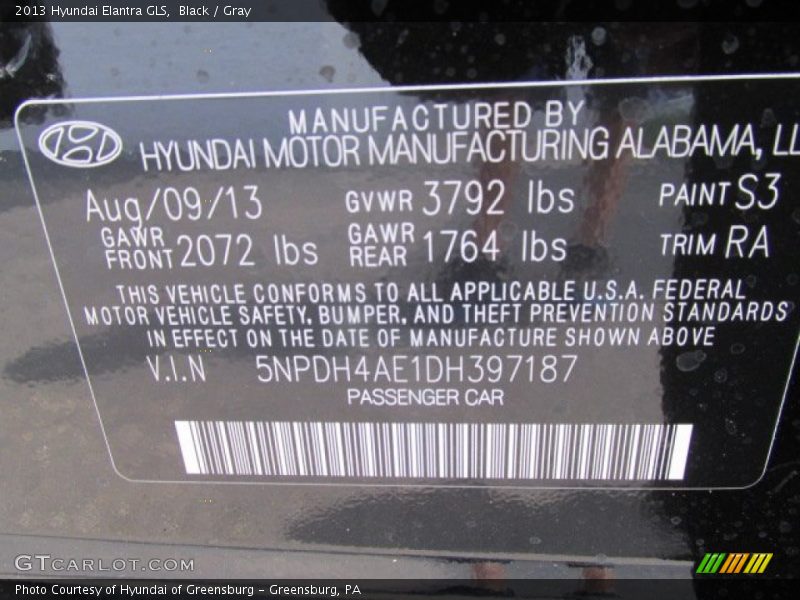 2013 Hyundai Elantra GLS, Black / Gray
MANUFACTURED BY
HYUNDAI MOTOR MANUFACTURING ALABAMA, LL
Aug/09/13 GVWR 3792 lbs PAINT S3
GAWR FRONT 2072 lbs GAWR REAR 1764 lbs TRIM RA
THIS VEHICLE CONFORMS TO ALL APPLICABLE U.S.A. FEDERAL
MOTOR VEHICLE SAFETY, BUMPER, AND THEFT PREVENTION STANDARDS
IN EFFECT ON THE DATE OF MANUFACTURE SHOWN ABOVE
V.I.N 5NPDH4AE1DH397187
PASSENGER CAR
GTCARLOT.COM
Photo Courtesy of Hyundai of Greensburg - Greensburg, PA